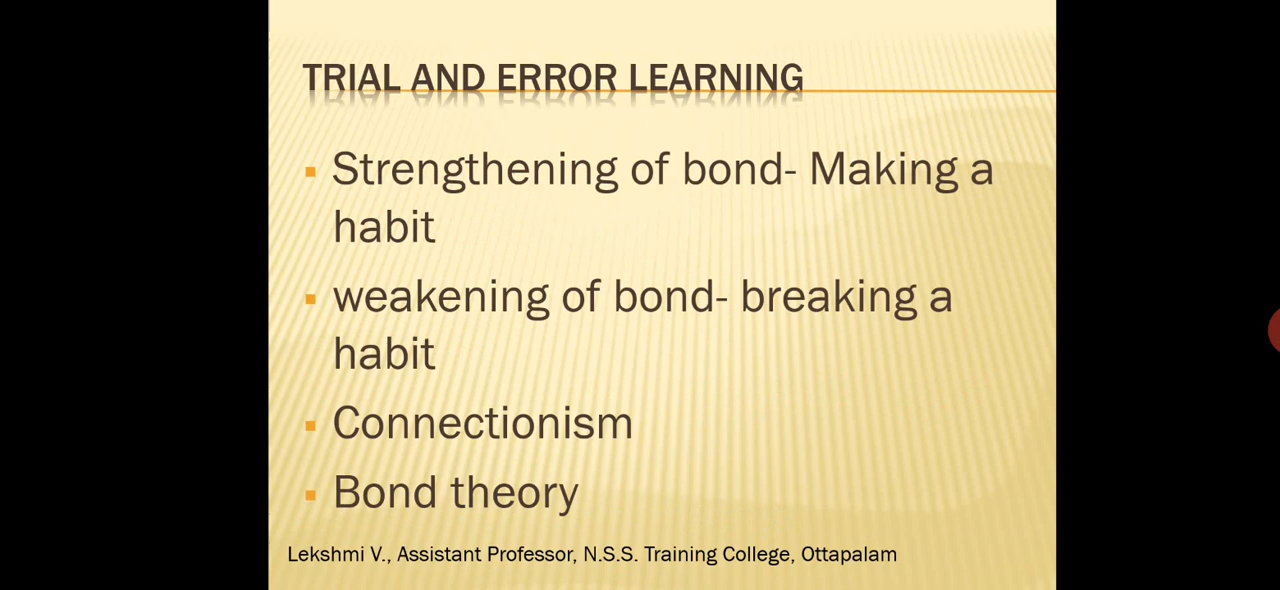 TRIAL AND ERROR LEARNING
Strengthening of bond- Making a
habit
weakening of bond- breaking a
habit
Connectionism
Bond theory
Lekshmi V., Assistant Professor, N.S.S. Training College, Ottapalam